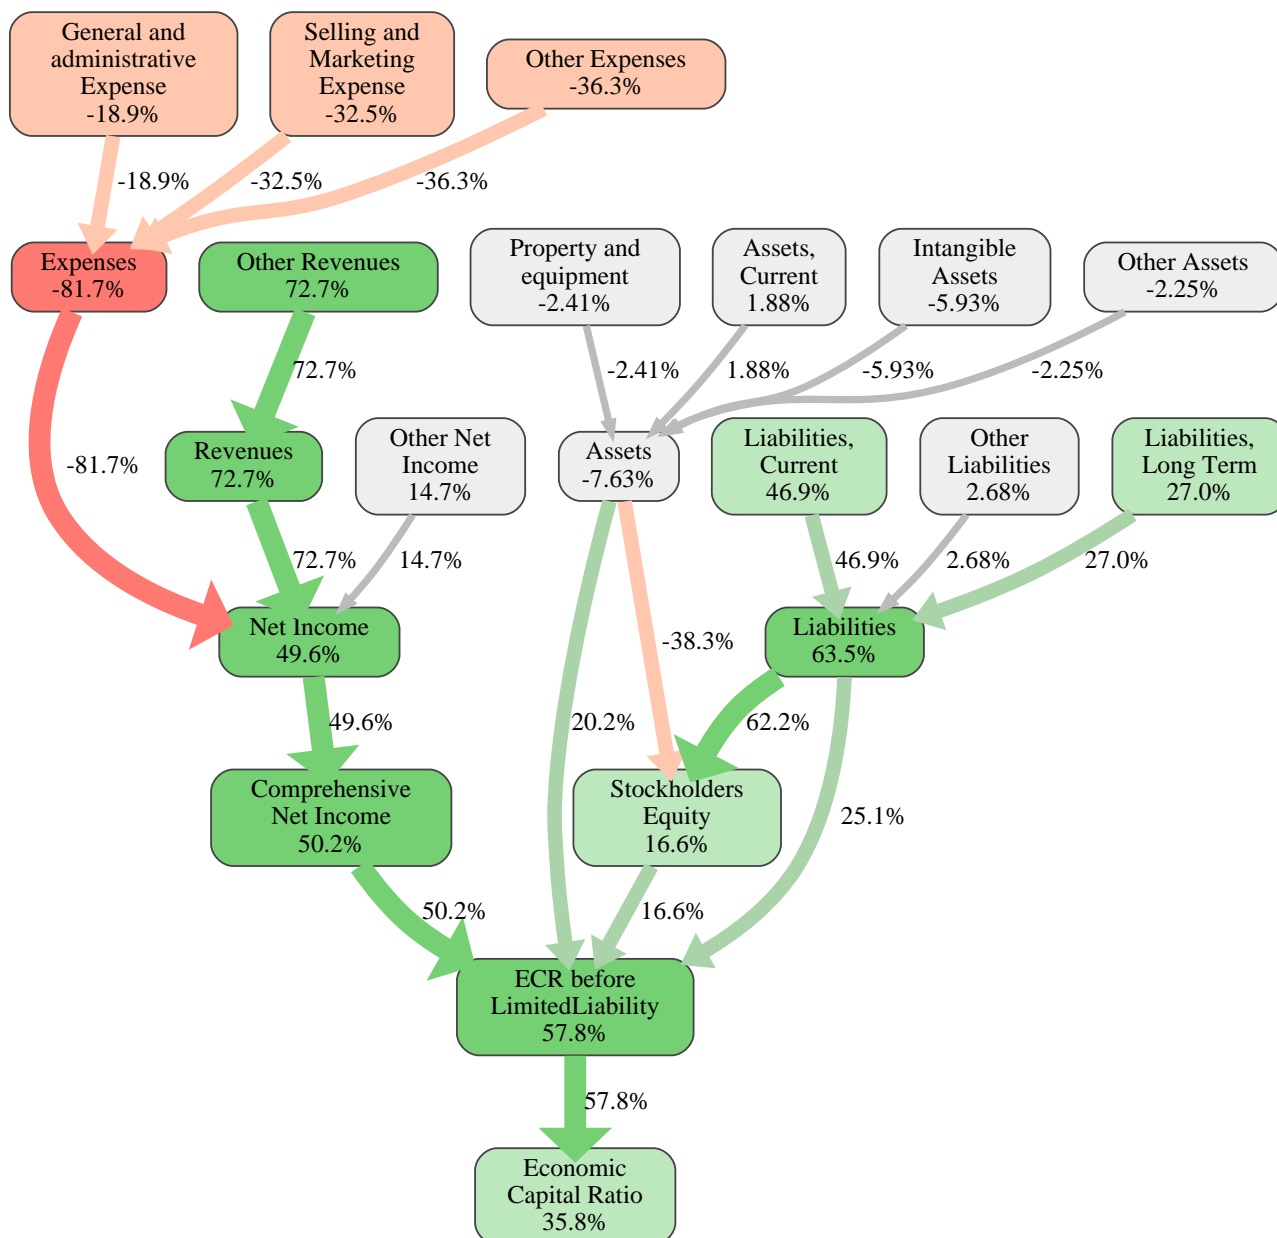 General and
administrative
Expense
-18.9%
Selling and
Marketing
Expense
-32.5%
Other Expenses
-36.3%
-18.9%
-32.5%
-36.3%
Expenses
-81.7%
Other Revenues
72.7%
Property and
equipment
-2.41%
Assets,
Current
1.88%
Intangible
Assets
-5.93%
Other Assets
-2.25%
72.7%
-2.41%
1.88%
-5.93%
-2.25%
-81.7%
Revenues
72.7%
Other Net
Income
14.7%
Assets
-7.63%
Liabilities,
Current
46.9%
Other
Liabilities
2.68%
Liabilities,
Long Term
27.0%
72.7%
14.7%
46.9%
2.68%
27.0%
Net Income
49.6%
-38.3%
Liabilities
63.5%
49.6%
20.2%
62.2%
Comprehensive
Net Income
50.2%
Stockholders
Equity
16.6%
25.1%
50.2%
16.6%
ECR before
LimitedLiability
57.8%
57.8%
Economic
Capital Ratio
35.8%